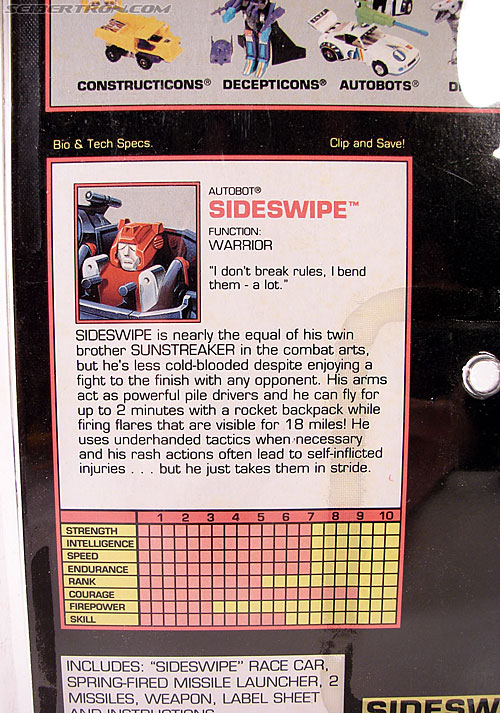 SEIBERTRON.COM
CONSTRUCTICONS® DECEPTICONS® AUTOBOTS®
Bio & Tech Specs. Clip and Save!
AUTOBOT®
SIDESWIPE™
FUNCTION:
WARRIOR
"I don't break rules, I bend
them - a lot."
SIDESWIPE is nearly the equal of his twin
brother SUNSTREAKER in the combat arts,
but he's less cold-blooded despite enjoying a
fight to the finish with any opponent. His arms
act as powerful pile drivers and he can fly for
up to 2 minutes with a rocket backpack while
firing flares that are visible for 18 miles! He
uses underhanded tactics when necessary
and his rash actions often lead to self-inflicted
injuries . . . but he just takes them in stride.
1 2 3 4 5 6 7 8 9 10
STRENGTH
INTELLIGENCE
SPEED
ENDURANCE
RANK
COURAGE
FIREPOWER
SKILL
INCLUDES: "SIDESWIPE" RACE CAR,
SPRING-FIRED MISSILE LAUNCHER, 2
MISSILES, WEAPON, LABEL SHEET
AND INSTRUCTIONS
SIDESW